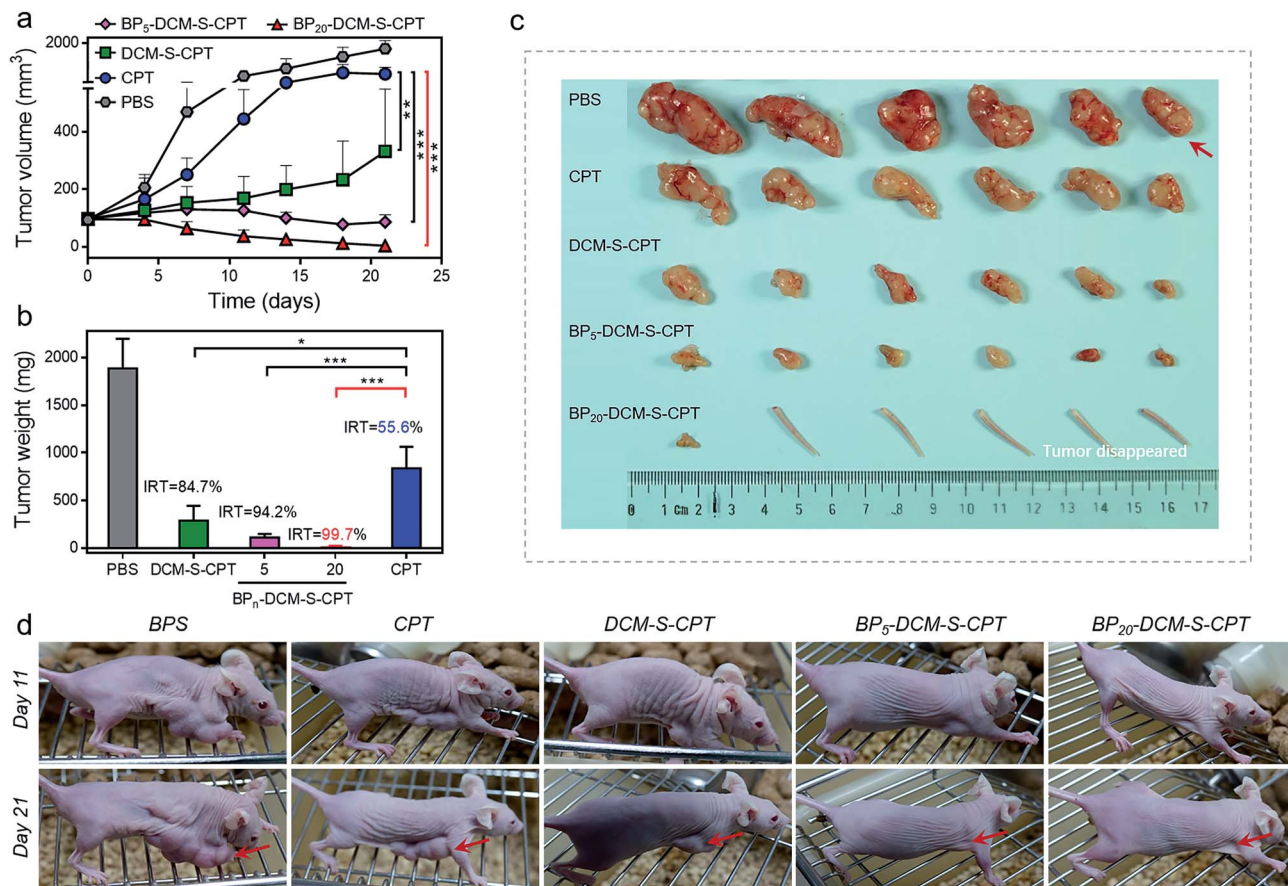 a
BP5-DCM-S-CPT BP20-DCM-S-CPT
DCM-S-CPT
CPT
PBS
Tumor volume (mm3)
2000
400
200
0
**
***
***
0 5 10 15 20 25
Time (days)
b
Tumor weight (mg)
2000
1500
1000
500
0
*
***
***
IRT=84.7%
IRT=94.2%
IRT=99.7%
IRT=55.6%
PBS DCM-S-CPT 5 20 CPT
BPn-DCM-S-CPT
c
PBS
CPT
DCM-S-CPT
BP5-DCM-S-CPT
BP20-DCM-S-CPT
Tumor disappeared
0 1 cm 2 3 4 5 6 7 8 9 10 11 12 13 14 15 16 17
d
BPS CPT DCM-S-CPT BP5-DCM-S-CPT BP20-DCM-S-CPT
Day 11
Day 21